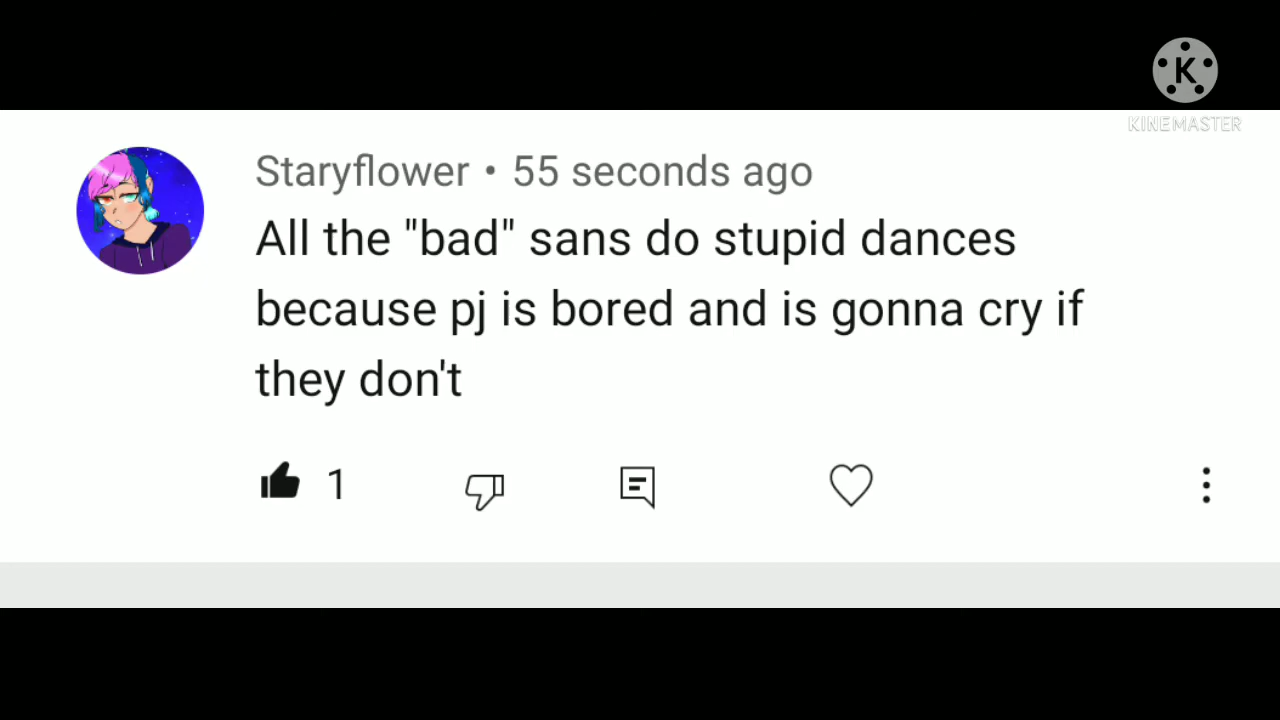 K
KINEMASTER
Staryflower • 55 seconds ago
All the "bad" sans do stupid dances
because pj is bored and is gonna cry if
they don't
1